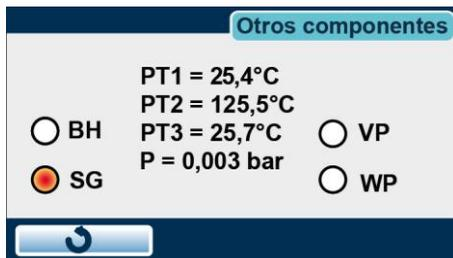 Otros componentes
PT1 = 25,4°C
PT2 = 125,5°C
BH
PT3 = 25,7°C
VP
P = 0,003 bar
SG
WP